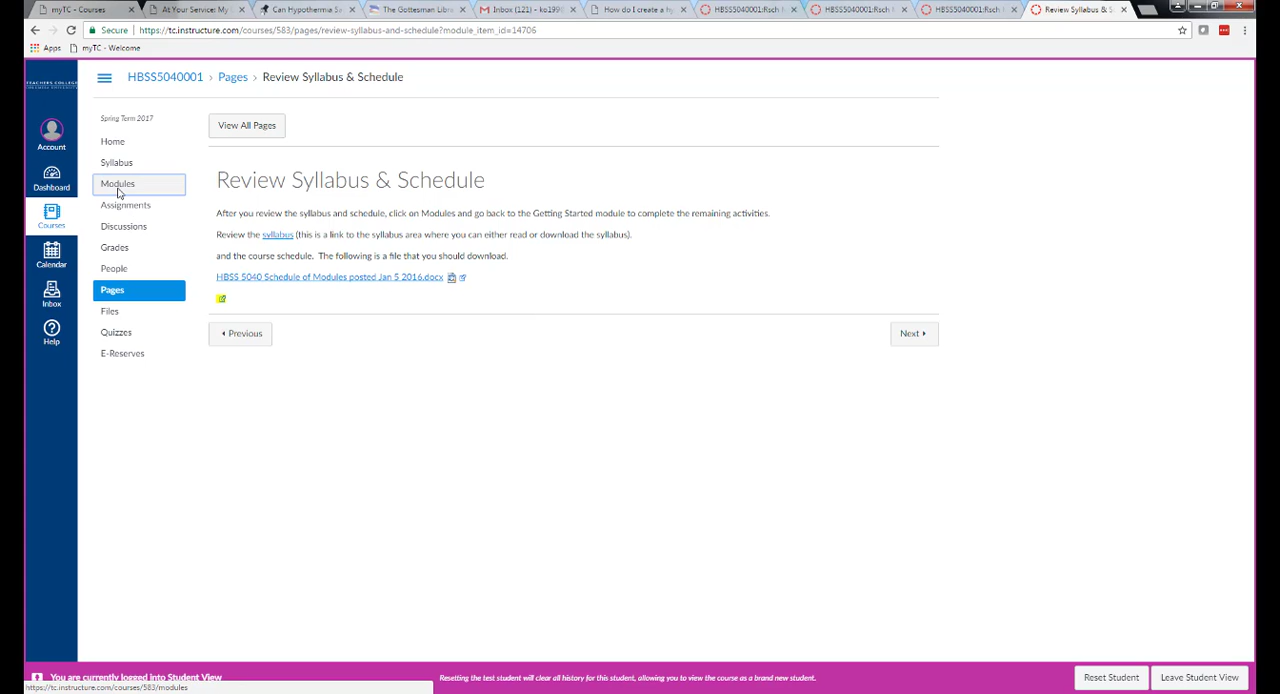 myTC - Courses
At Your Service: My
Can Hypothermia Sa
The Gottesman Libr
Inbox (121) - ko1998
How do I create a hy
HBSS5040001:Rsch
HBSS5040001:Rsch
HBSS5040001:Rsch
Review Syllabus & S
Secure https://tc.instructure.com/courses/583/pages/review-syllabus-and-schedule?module_item_id=14706
Apps myTC - Welcome
TEACHERS COLLEGE
COLUMBIA UNIVERSITY
HBSS5040001 › Pages › Review Syllabus & Schedule
Account
Dashboard
Courses
Calendar
Inbox
Help
Spring Term 2017
Home
Syllabus
Modules
Assignments
Discussions
Grades
People
Pages
Files
Quizzes
E-Reserves
View All Pages
Review Syllabus & Schedule
After you review the syllabus and schedule, click on Modules and go back to the Getting Started module to complete the remaining activities.
Review the syllabus (this is a link to the syllabus area where you can either read or download the syllabus).
and the course schedule. The following is a file that you should download.
HBSS 5040 Schedule of Modules posted Jan 5 2016.docx
Previous
Next
You are currently logged into Student View
Resetting the test student will clear all history for this student, allowing you to view the course as a brand new student.
Reset Student
Leave Student View
https://tc.instructure.com/courses/583/modules